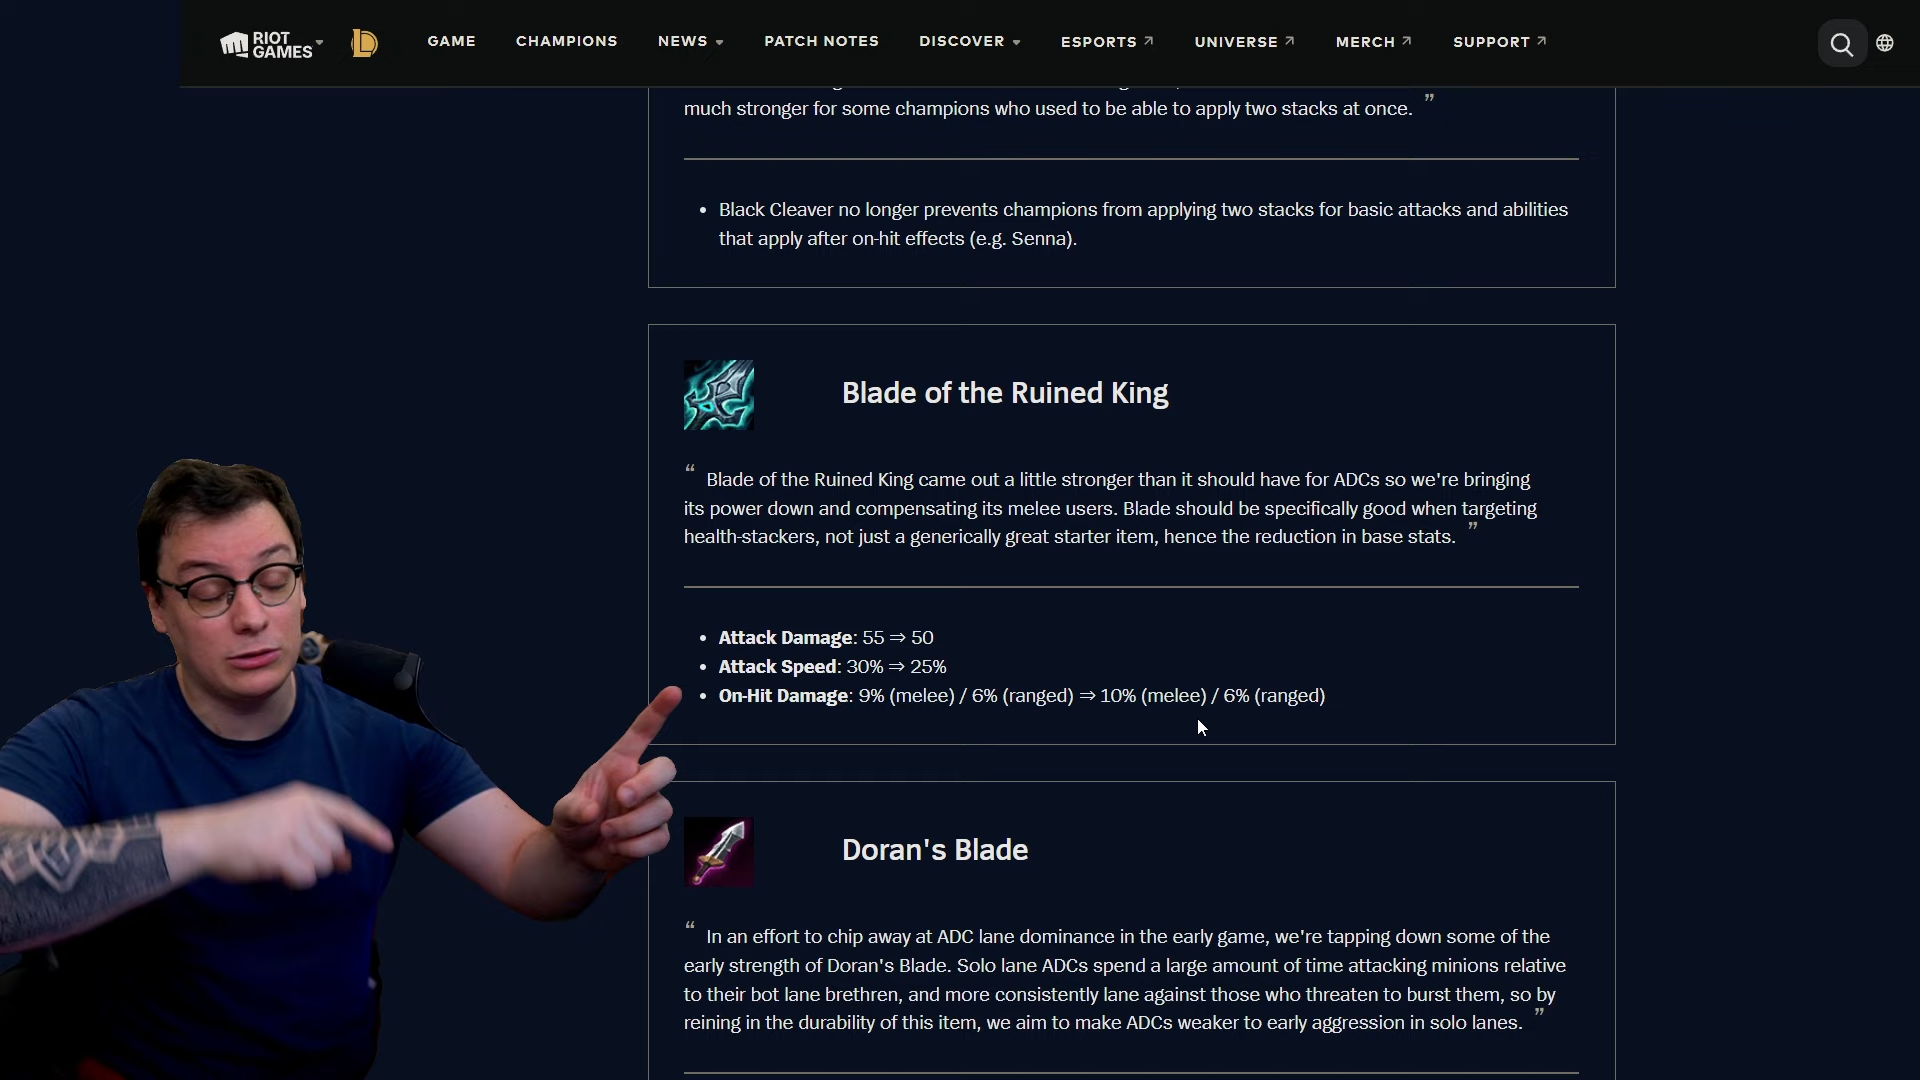 RIOT GAMES
GAME CHAMPIONS NEWS PATCH NOTES DISCOVER ESPORTS UNIVERSE MERCH SUPPORT
much stronger for some champions who used to be able to apply two stacks at once. ”
• Black Cleaver no longer prevents champions from applying two stacks for basic attacks and abilities
that apply after on-hit effects (e.g. Senna).
Blade of the Ruined King
“ Blade of the Ruined King came out a little stronger than it should have for ADCs so we're bringing
its power down and compensating its melee users. Blade should be specifically good when targeting
health-stackers, not just a generically great starter item, hence the reduction in base stats. ”
• Attack Damage: 55 ⇒ 50
• Attack Speed: 30% ⇒ 25%
• On-Hit Damage: 9% (melee) / 6% (ranged) ⇒ 10% (melee) / 6% (ranged)
Doran's Blade
“ In an effort to chip away at ADC lane dominance in the early game, we're tapping down some of the
early strength of Doran's Blade. Solo lane ADCs spend a large amount of time attacking minions relative
to their bot lane brethren, and more consistently lane against those who threaten to burst them, so by
reining in the durability of this item, we aim to make ADCs weaker to early aggression in solo lanes. ”